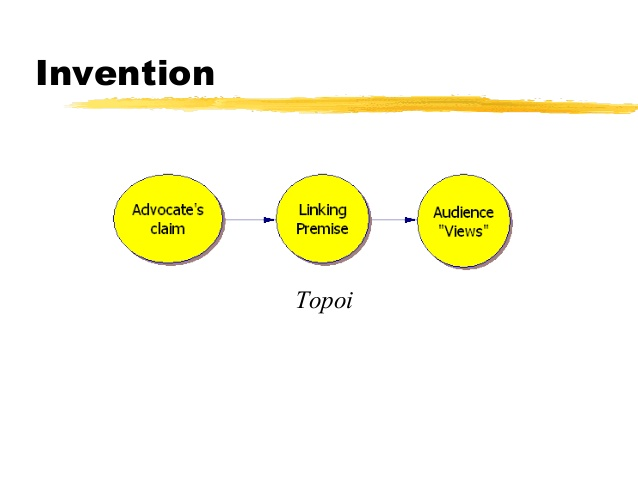 Invention
Advocate's
claim
Linking
Premise
Audience
"Views"
Topoi